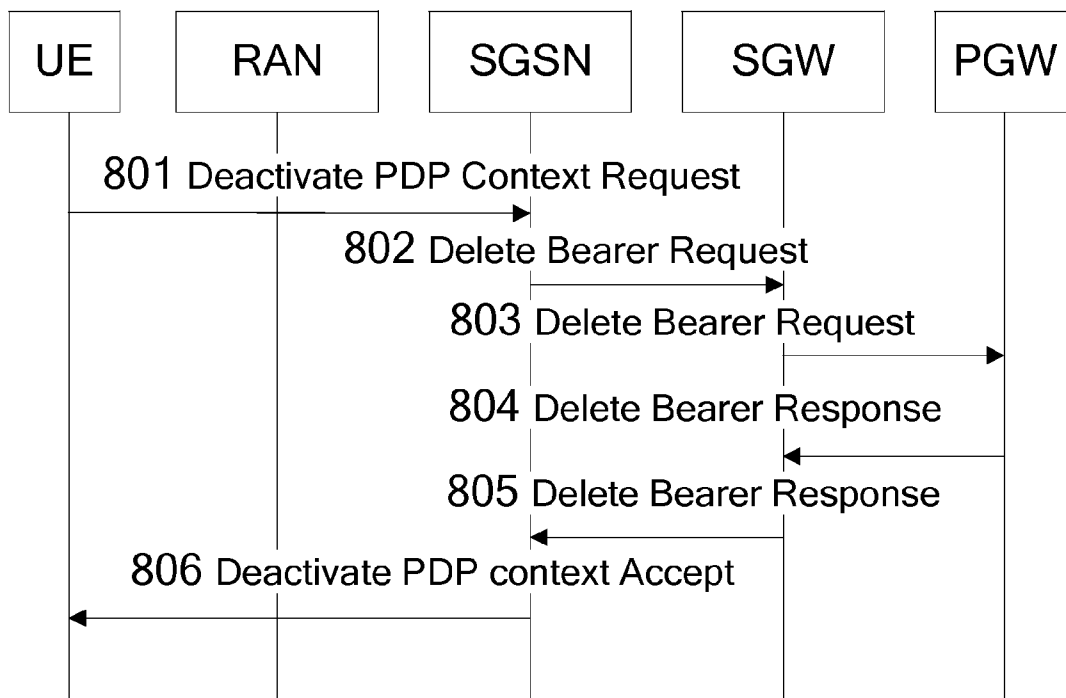 UE RAN SGSN SGW PGW
801 Deactivate PDP Context Request
802 Delete Bearer Request
803 Delete Bearer Request
804 Delete Bearer Response
805 Delete Bearer Response
806 Deactivate PDP context Accept